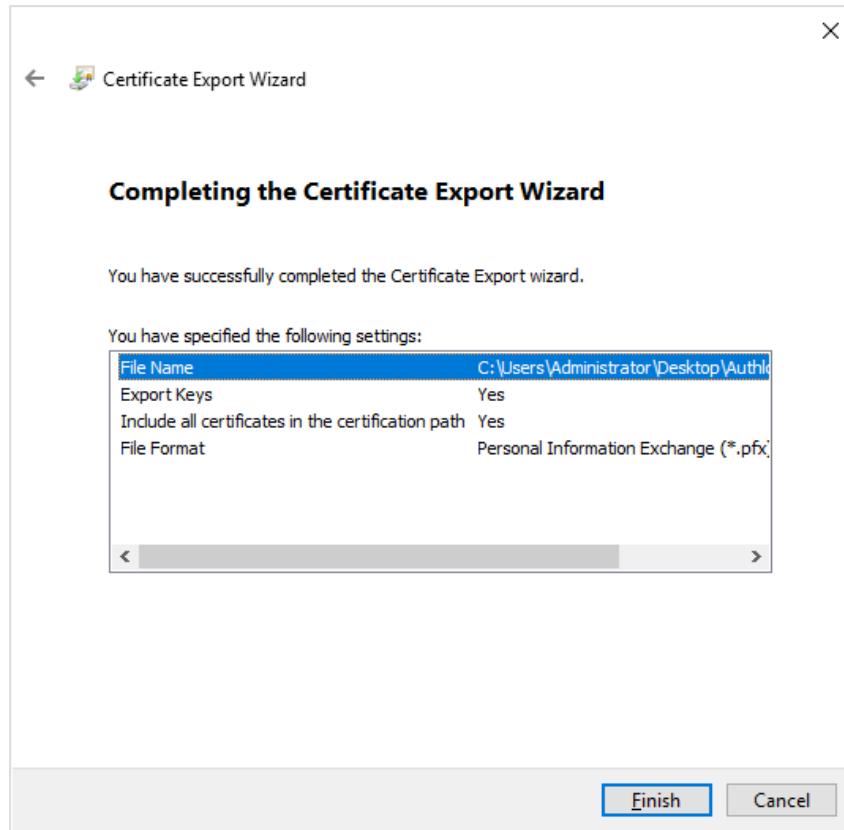 Certificate Export Wizard
Completing the Certificate Export Wizard
You have successfully completed the Certificate Export wizard.
You have specified the following settings:
File Name C:\Users\Administrator\Desktop\Authlo
Export Keys Yes
Include all certificates in the certification path Yes
File Format Personal Information Exchange (*.pfx)
Finish Cancel